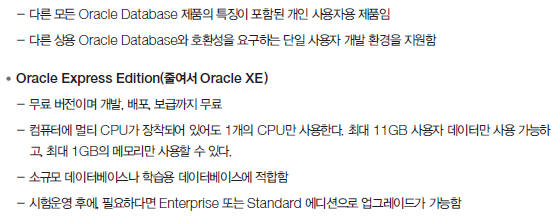 – 다른 모든 Oracle Database 제품의 특징이 포함된 개인 사용자용 제품임
– 다른 상용 Oracle Database와 호환성을 요구하는 단일 사용자 개발 환경을 지원함
• Oracle Express Edition(줄여서 Oracle XE)
– 무료 버전이며 개발, 배포, 보급까지 무료
– 컴퓨터에 멀티 CPU가 장착되어 있어도 1개의 CPU만 사용한다. 최대 11GB 사용자 데이터만 사용 가능하
고, 최대 1GB의 메모리만 사용할 수 있다.
– 소규모 데이터베이스나 학습용 데이터베이스에 적합함
– 시험운영 후에, 필요하다면 Enterprise 또는 Standard 에디션으로 업그레이드가 가능함